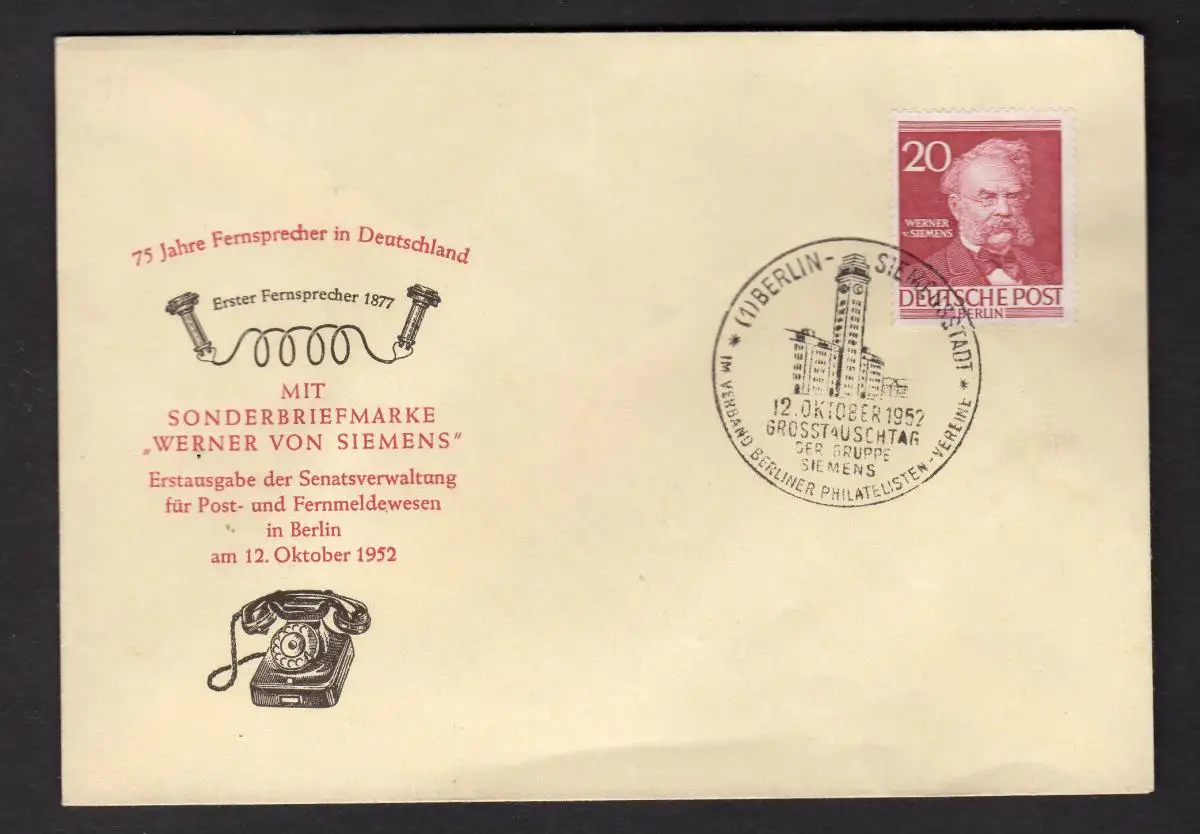 75 Jahre Fernsprecher in Deutschland
Erster Fernsprecher 1877
MIT
SONDERBRIEFMARKE
„WERNER VON SIEMENS”
Erstausgabe der Senatsverwaltung
für Post- und Fernmeldewesen
in Berlin
am 12. Oktober 1952
20
WERNER
v. SIEMENS
DEUTSCHE POST
BERLIN
* (1) BERLIN-SIEMENSSTADT *
12. OKTOBER 1952
GROSSTAUSCHTAG
DER GRUPPE
SIEMENS
IM VERBAND BERLINER PHILATELISTEN-VEREINE